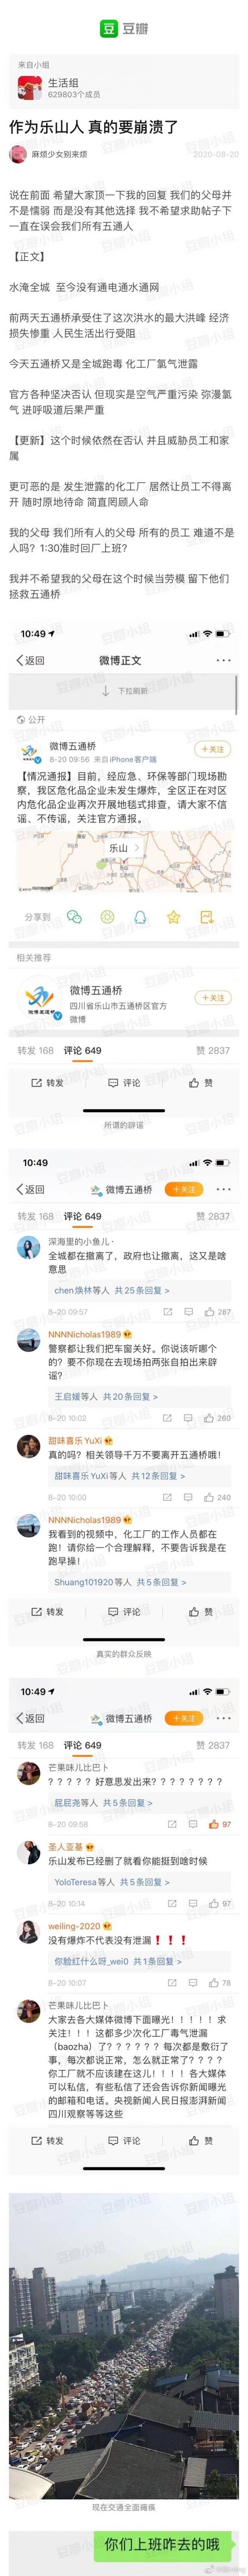 豆 豆瓣
来自小组
生活组
629803个成员
作为乐山人 真的要崩溃了
麻烦少女别来烦
2020-08-20
说在前面 希望大家顶一下我的回复 我们的父母并
不是懦弱 而是没有其他选择 我不希望求助帖子下
一直在误会我们所有五通人
【正文】
水淹全城 至今没有通电通水通网
前两天五通桥承受住了这次洪水的最大洪峰 经济
损失惨重 人民生活出行受阻
今天五通桥又是全城跑毒 化工厂氯气泄露
官方各种坚决否认 但现实是空气严重污染 弥漫氯
气 进呼吸道后果严重
【更新】这个时候依然在否认 并且威胁员工和家
属
更可恶的是 发生泄露的化工厂 居然让员工不得离
开 随时原地待命 简直罔顾人命
我的父母 我们所有人的父母 所有的员工 难道不是
人吗？1:30准时回厂上班？
我并不希望我的父母在这个时候当劳模 留下他们
拯救五通桥
10:49
返回
微博正文
下拉刷新
公开
微博五通桥
8-20 09:56 来自iPhone客户端
+关注
【情况通报】目前，经应急、环保等部门现场勘
察，我区危化品企业未发生爆炸，全区正在对区
内危化品企业再次开展地毯式排查，请大家不信
谣、不传谣，关注官方通报。
乐山
分享到
相关推荐
微博五通桥
四川省乐山市五通桥区官方
微博
+关注
转发 168 评论 649 赞 2837
转发 评论 赞
所谓的辟谣
10:49
返回
微博五通桥
+关注
转发 168 评论 649 赞 2837
深海里的小鱼儿·
全城都在撤离了，政府也让撤离，这又是啥
意思
chen焕林等人 共25条回复 >
8-20 09:57
287
NNNNicholas1989
警察都让我们把车窗关好。你说该听哪个
的？要不你现在去现场拍两张自拍出来辟
谣？
王启媛等人 共20条回复 >
8-20 10:02
260
甜味喜乐YuXi
真的吗？相关领导千万不要离开五通桥哦！
甜味喜乐YuXi等人 共12条回复 >
8-20 10:00
240
NNNNicholas1989
我看到的视频中，化工厂的工作人员都在
跑！请你给一个合理解释，不要告诉我是在
跑早操！
Shuang101920等人 共5条回复 >
转发 评论 赞
真实的群众反映
10:49
返回
微博五通桥
+关注
转发 168 评论 649 赞 2837
芒果味儿比巴卜
？？？？？好意思发出来？？？？？？？？
屁屁尧等人 共5条回复 >
8-20 09:58
97
圣人亚基
乐山发布已经删了就看你能挺到啥时候
YoloTeresa等人 共5条回复 >
8-20 10:14
97
weiling-2020
没有爆炸不代表没有泄漏❗❗❗
你脸红什么呀_wei0 共1条回复 >
8-20 10:07
78
芒果味儿比巴卜
大家去各大媒体微博下面曝光！！！！！求
关注！！！这都多少次化工厂毒气泄漏
（baozha）了？？？？？？每次都是敷衍了
事，每次都说正常，怎么就正常了？？？？
你工厂就不应该建在这儿！！！！各大媒体
可以私信，有些私信了还会告诉你新闻曝光
的邮箱和电话。央视新闻人民日报澎湃新闻
四川观察等等这些
转发 评论 赞
现在交通全面瘫痪
你们上班咋去的哦